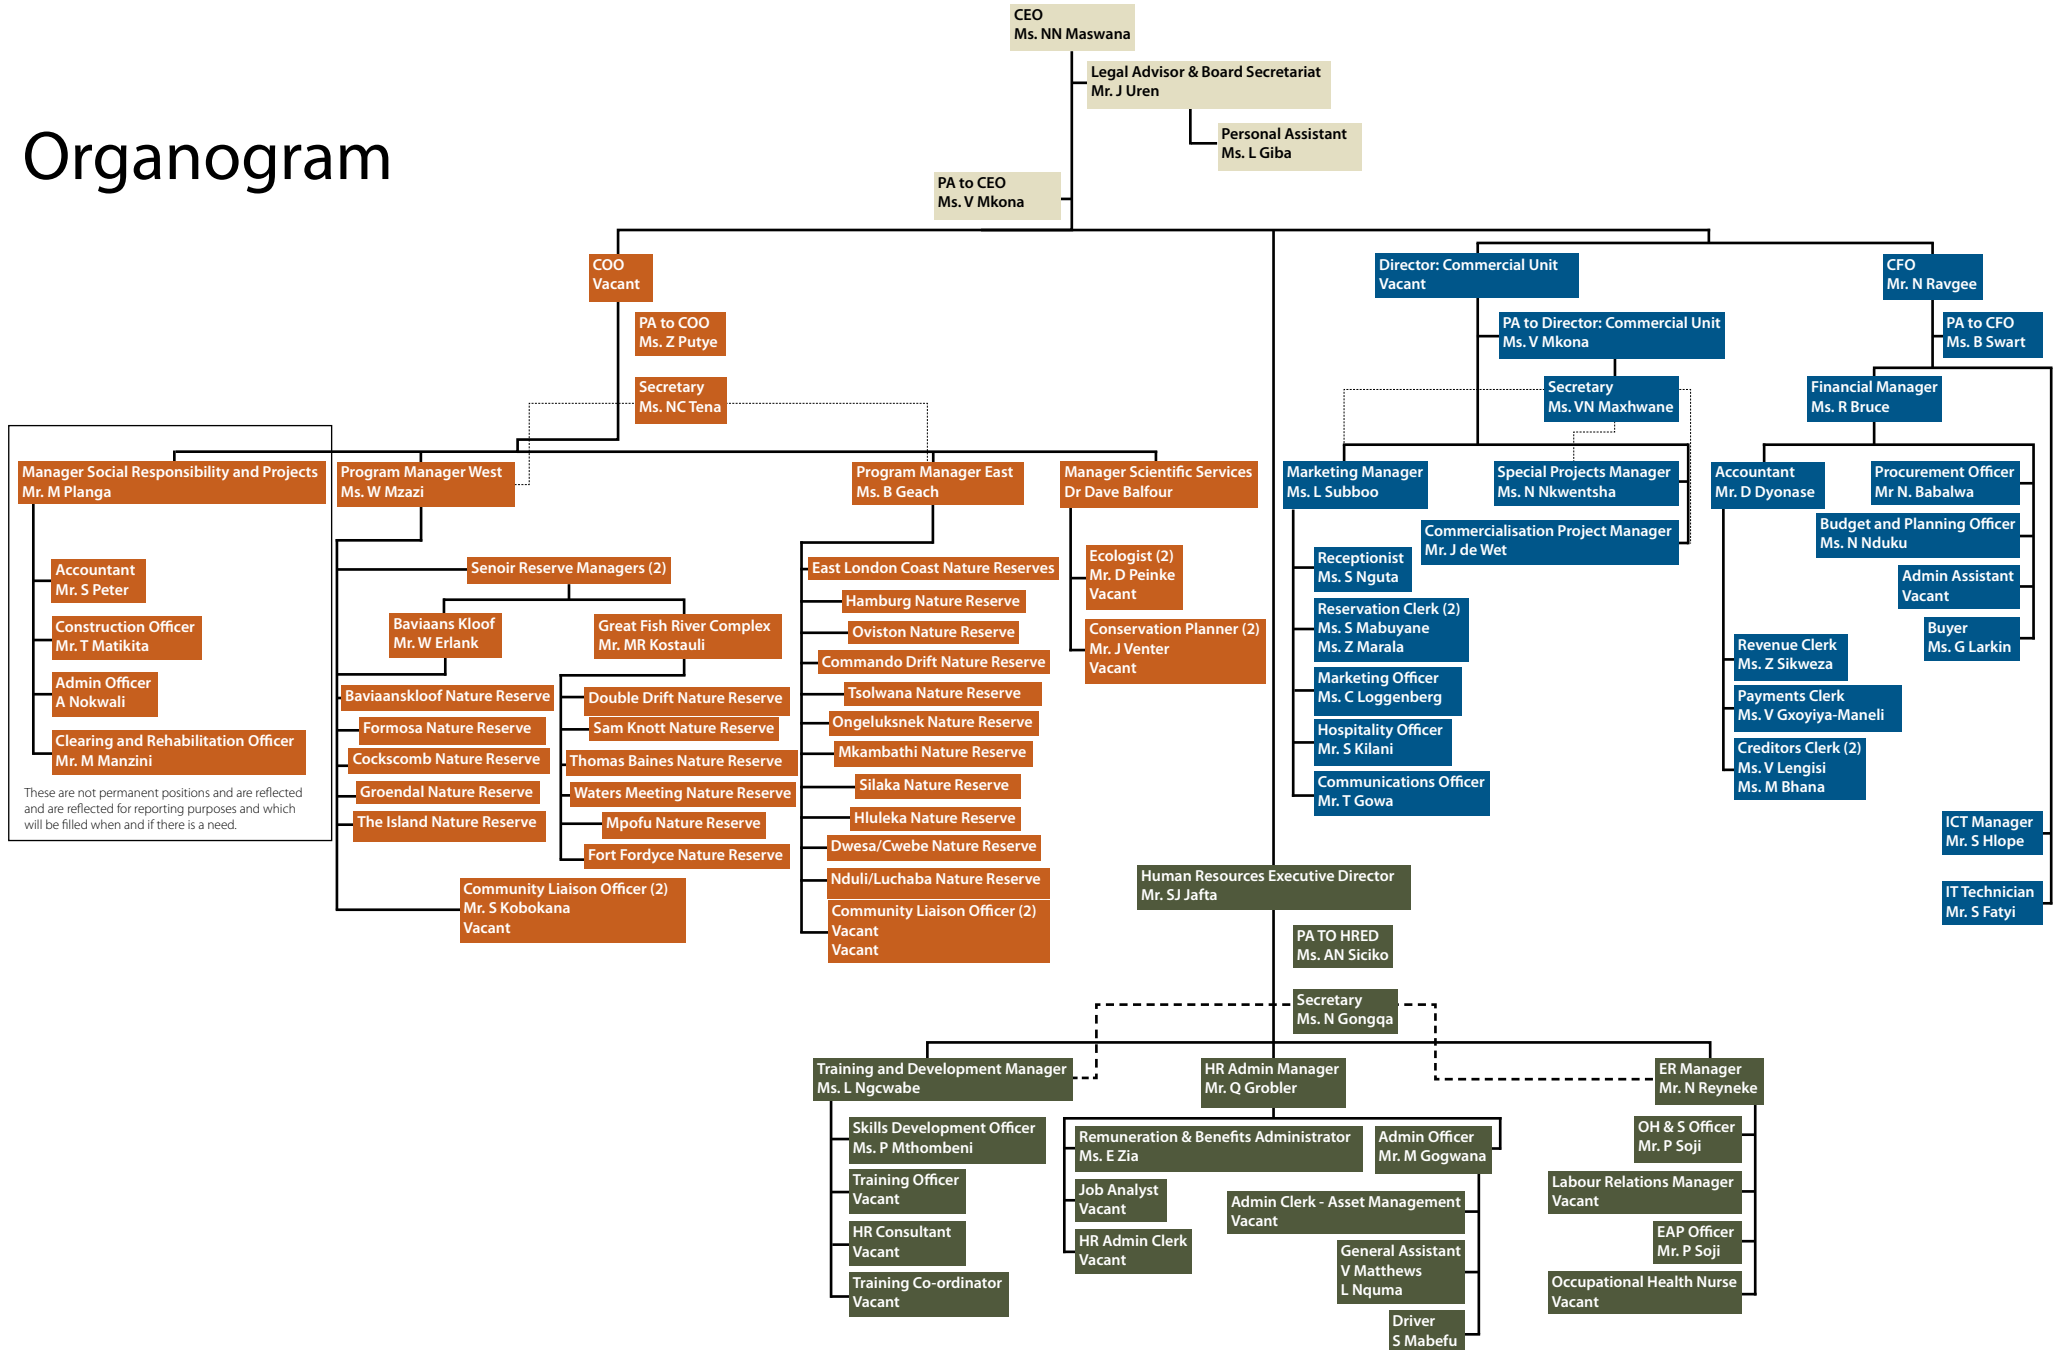 Organogram
CEO
Ms. NN Maswana
Legal Advisor & Board Secretariat
Mr. J Uren
Personal Assistant
Ms. L Giba
PA to CEO
Ms. V Mkona
COO
Vacant
PA to COO
Ms. Z Putye
Secretary
Ms. NC Tena
Manager Social Responsibility and Projects
Mr. M Planga
Accountant
Mr. S Peter
Construction Officer
Mr. T Matikita
Admin Officer
A Nokwali
Clearing and Rehabilitation Officer
Mr. M Manzini
These are not permanent positions and are reflected
and are reflected for reporting purposes and which
will be filled when and if there is a need.
Program Manager West
Ms. W Mzazi
Senoir Reserve Managers (2)
Baviaans Kloof
Mr. W Erlank
Great Fish River Complex
Mr. MR Kostauli
Baviaanskloof Nature Reserve
Formosa Nature Reserve
Cockscomb Nature Reserve
Groendal Nature Reserve
The Island Nature Reserve
Double Drift Nature Reserve
Sam Knott Nature Reserve
Thomas Baines Nature Reserve
Waters Meeting Nature Reserve
Mpofu Nature Reserve
Fort Fordyce Nature Reserve
Community Liaison Officer (2)
Mr. S Kobokana
Vacant
Program Manager East
Ms. B Geach
East London Coast Nature Reserves
Hamburg Nature Reserve
Oviston Nature Reserve
Commando Drift Nature Reserve
Tsolwana Nature Reserve
Ongeluksnek Nature Reserve
Mkambathi Nature Reserve
Silaka Nature Reserve
Hluleka Nature Reserve
Dwesa/Cwebe Nature Reserve
Nduli/Luchaba Nature Reserve
Community Liaison Officer (2)
Vacant
Vacant
Manager Scientific Services
Dr Dave Balfour
Ecologist (2)
Mr. D Peinke
Vacant
Conservation Planner (2)
Mr. J Venter
Vacant
Director: Commercial Unit
Vacant
PA to Director: Commercial Unit
Ms. V Mkona
Secretary
Ms. VN Maxhwane
Marketing Manager
Ms. L Subboo
Special Projects Manager
Ms. N Nkwentsha
Commercialisation Project Manager
Mr. J de Wet
Receptionist
Ms. S Nguta
Reservation Clerk (2)
Ms. S Mabuyane
Ms. Z Marala
Marketing Officer
Ms. C Loggenberg
Hospitality Officer
Mr. S Kilani
Communications Officer
Mr. T Gowa
CFO
Mr. N Ravgee
PA to CFO
Ms. B Swart
Financial Manager
Ms. R Bruce
Accountant
Mr. D Dyonase
Procurement Officer
Mr N. Babalwa
Budget and Planning Officer
Ms. N Nduku
Admin Assistant
Vacant
Buyer
Ms. G Larkin
Revenue Clerk
Ms. Z Sikweza
Payments Clerk
Ms. V Gxoyiya-Maneli
Creditors Clerk (2)
Ms. V Lengisi
Ms. M Bhana
ICT Manager
Mr. S Hlope
IT Technician
Mr. S Fatyi
Human Resources Executive Director
Mr. SJ Jafta
PA TO HRED
Ms. AN Siciko
Secretary
Ms. N Gongqa
Training and Development Manager
Ms. L Ngcwabe
Skills Development Officer
Ms. P Mthombeni
Training Officer
Vacant
HR Consultant
Vacant
Training Co-ordinator
Vacant
HR Admin Manager
Mr. Q Grobler
Remuneration & Benefits Administrator
Ms. E Zia
Job Analyst
Vacant
HR Admin Clerk
Vacant
Admin Officer
Mr. M Gogwana
Admin Clerk - Asset Management
Vacant
General Assistant
V Matthews
L Nquma
Driver
S Mabefu
ER Manager
Mr. N Reyneke
OH & S Officer
Mr. P Soji
Labour Relations Manager
Vacant
EAP Officer
Mr. P Soji
Occupational Health Nurse
Vacant